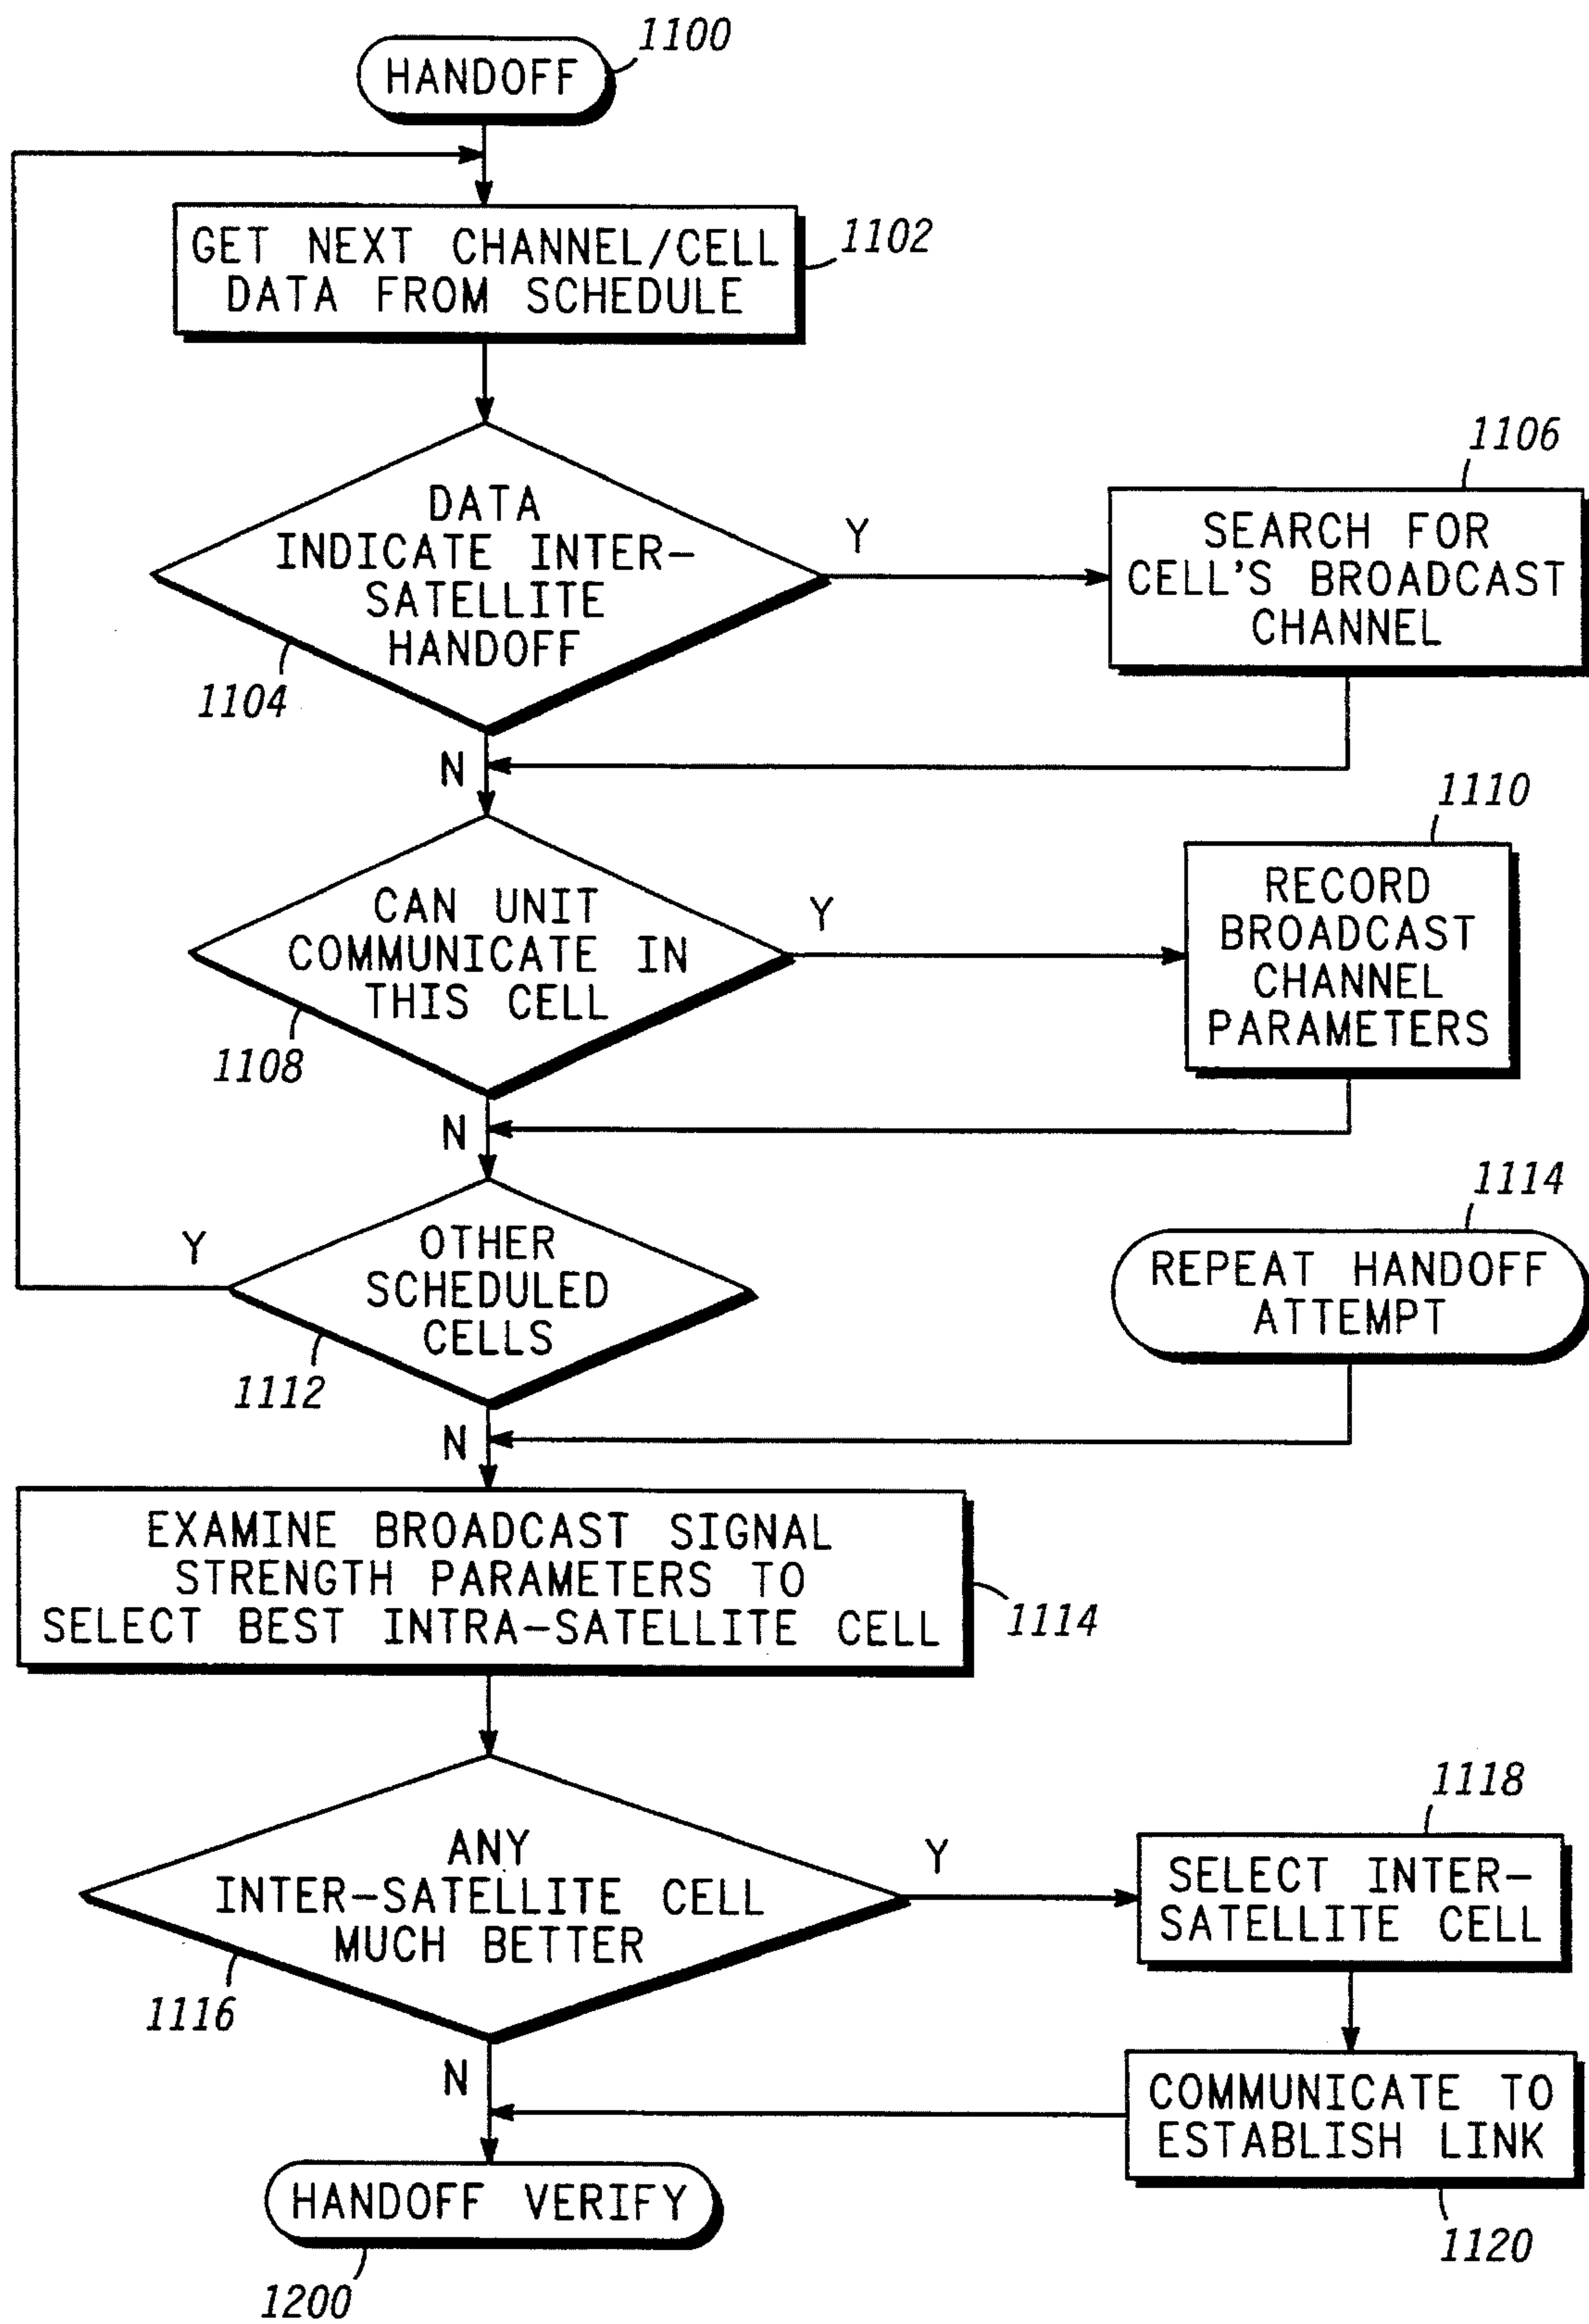 HANDOFF
1100
GET NEXT CHANNEL/CELL
DATA FROM SCHEDULE
1102
DATA
INDICATE INTER-
SATELLITE
HANDOFF
1104
Y
N
SEARCH FOR
CELL'S BROADCAST
CHANNEL
1106
CAN UNIT
COMMUNICATE IN
THIS CELL
1108
Y
N
RECORD
BROADCAST
CHANNEL
PARAMETERS
1110
OTHER
SCHEDULED
CELLS
1112
Y
N
REPEAT HANDOFF
ATTEMPT
1114
EXAMINE BROADCAST SIGNAL
STRENGTH PARAMETERS TO
SELECT BEST INTRA-SATELLITE CELL
1114
ANY
INTER-SATELLITE CELL
MUCH BETTER
1116
Y
N
SELECT INTER-
SATELLITE CELL
1118
COMMUNICATE TO
ESTABLISH LINK
1120
HANDOFF VERIFY
1200